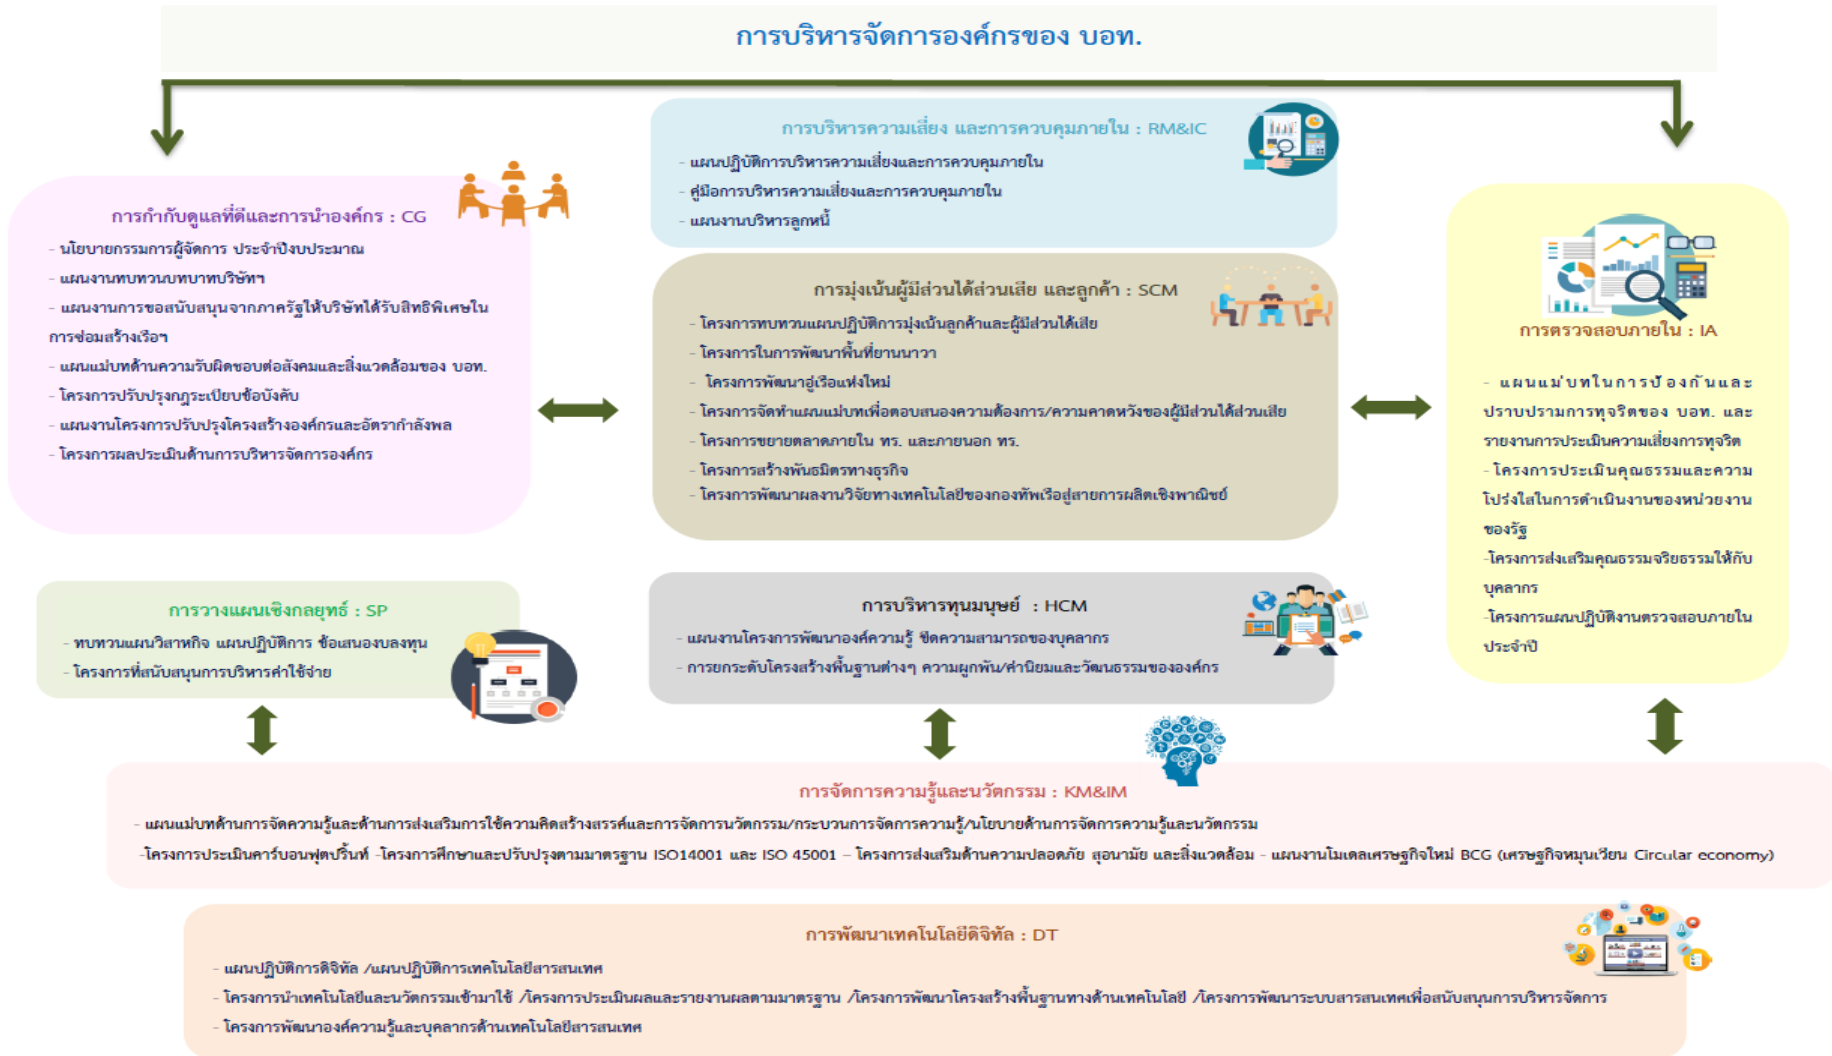 การบริหารจัดการองค์กรของ บอท.
การบริหารความเสี่ยง และการควบคุมภายใน : RM&IC
- แผนปฏิบัติการบริหารความเสี่ยงและการควบคุมภายใน
- คู่มือการบริหารความเสี่ยงและการควบคุมภายใน
- แผนงานบริหารลูกหนี้
การกำกับดูแลที่ดีและการนำองค์กร : CG
- นโยบายกรรมการผู้จัดการ ประจำปีงบประมาณ
- แผนงานทบทวนบทบาทบริษัทฯ
- แผนงานการขอสนับสนุนจากภาครัฐให้บริษัทได้รับสิทธิพิเศษใน
การซ่อมสร้างเรือฯ
- แผนแม่บทด้านความรับผิดชอบต่อสังคมและสิ่งแวดล้อมของ บอท.
- โครงการปรับปรุงกฎระเบียบข้อบังคับ
- แผนงานโครงการปรับปรุงโครงสร้างองค์กรและอัตรากำลังพล
- โครงการผลประเมินด้านการบริหารจัดการองค์กร
การมุ่งเน้นผู้มีส่วนได้ส่วนเสีย และลูกค้า : SCM
- โครงการทบทวนแผนปฏิบัติการมุ่งเน้นลูกค้าและผู้มีส่วนได้เสีย
- โครงการในการพัฒนาพื้นที่ยานนาวา
- โครงการพัฒนาอู่เรือแห่งใหม่
- โครงการจัดทำแผนแม่บทเพื่อตอบสนองความต้องการ/ความคาดหวังของผู้มีส่วนได้ส่วนเสีย
- โครงการขยายตลาดภายใน ทร. และภายนอก ทร.
- โครงการสร้างพันธมิตรทางธุรกิจ
- โครงการพัฒนาผลงานวิจัยทางเทคโนโลยีของกองทัพเรือสู่สายการผลิตเชิงพาณิชย์
การตรวจสอบภายใน : IA
- แผนแม่บทในการป้องกันและ
ปราบปรามการทุจริตของ บอท. และ
รายงานการประเมินความเสี่ยงการทุจริต
- โครงการประเมินคุณธรรมและความ
โปร่งใสในการดำเนินงานของหน่วยงาน
ของรัฐ
-โครงการส่งเสริมคุณธรรมจริยธรรมให้กับ
บุคลากร
-โครงการแผนปฏิบัติงานตรวจสอบภายใน
ประจำปี
การวางแผนเชิงกลยุทธ์ : SP
- ทบทวนแผนวิสาหกิจ แผนปฏิบัติการ ข้อเสนองบลงทุน
- โครงการที่สนับสนุนการบริหารค่าใช้จ่าย
การบริหารทุนมนุษย์ : HCM
- แผนงานโครงการพัฒนาองค์ความรู้ ขีดความสามารถของบุคลากร
- การยกระดับโครงสร้างพื้นฐานต่างๆ ความผูกพัน/ค่านิยมและวัฒนธรรมขององค์กร
การจัดการความรู้และนวัตกรรม : KM&IM
- แผนแม่บทด้านการจัดความรู้และด้านการส่งเสริมการใช้ความคิดสร้างสรรค์และการจัดการนวัตกรรม/กระบวนการจัดการความรู้/นโยบายด้านการจัดการความรู้และนวัตกรรม
-โครงการประเมินคาร์บอนฟุตปริ้นท์ -โครงการศึกษาและปรับปรุงตามมาตรฐาน ISO14001 และ ISO 45001 – โครงการส่งเสริมด้านความปลอดภัย สุอนามัย และสิ่งแวดล้อม - แผนงานโมเดลเศรษฐกิจใหม่ BCG (เศรษฐกิจหมุนเวียน Circular economy)
การพัฒนาเทคโนโลยีดิจิทัล : DT
- แผนปฏิบัติการดิจิทัล /แผนปฏิบัติการเทคโนโลยีสารสนเทศ
- โครงการนำเทคโนโลยีและนวัตกรรมเข้ามาใช้ /โครงการประเมินผลและรายงานผลตามมาตรฐาน /โครงการพัฒนาโครงสร้างพื้นฐานทางด้านเทคโนโลยี /โครงการพัฒนาระบบสารสนเทศเพื่อสนับสนุนการบริหารจัดการ
- โครงการพัฒนาองค์ความรู้และบุคลากรด้านเทคโนโลยีสารสนเทศ